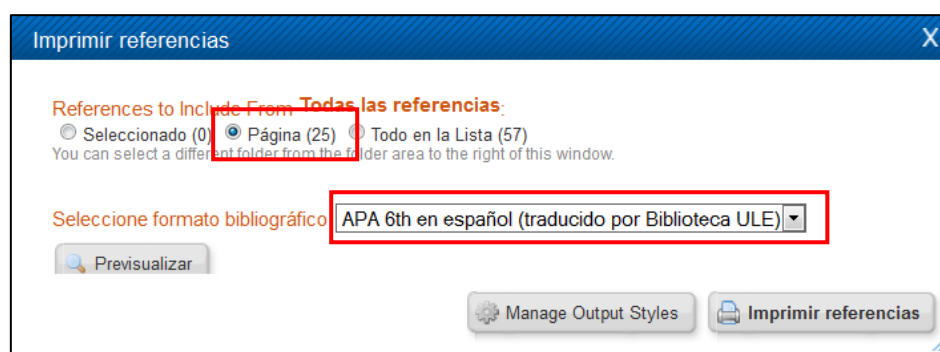 Imprimir referencias X
References to Include From Todas las referencias:
Seleccionado (0) Página (25) Todo en la Lista (57)
You can select a different folder from the folder area to the right of this window.
Seleccione formato bibliográfico APA 6th en español (traducido por Biblioteca ULE)
Previsualizar
Manage Output Styles Imprimir referencias